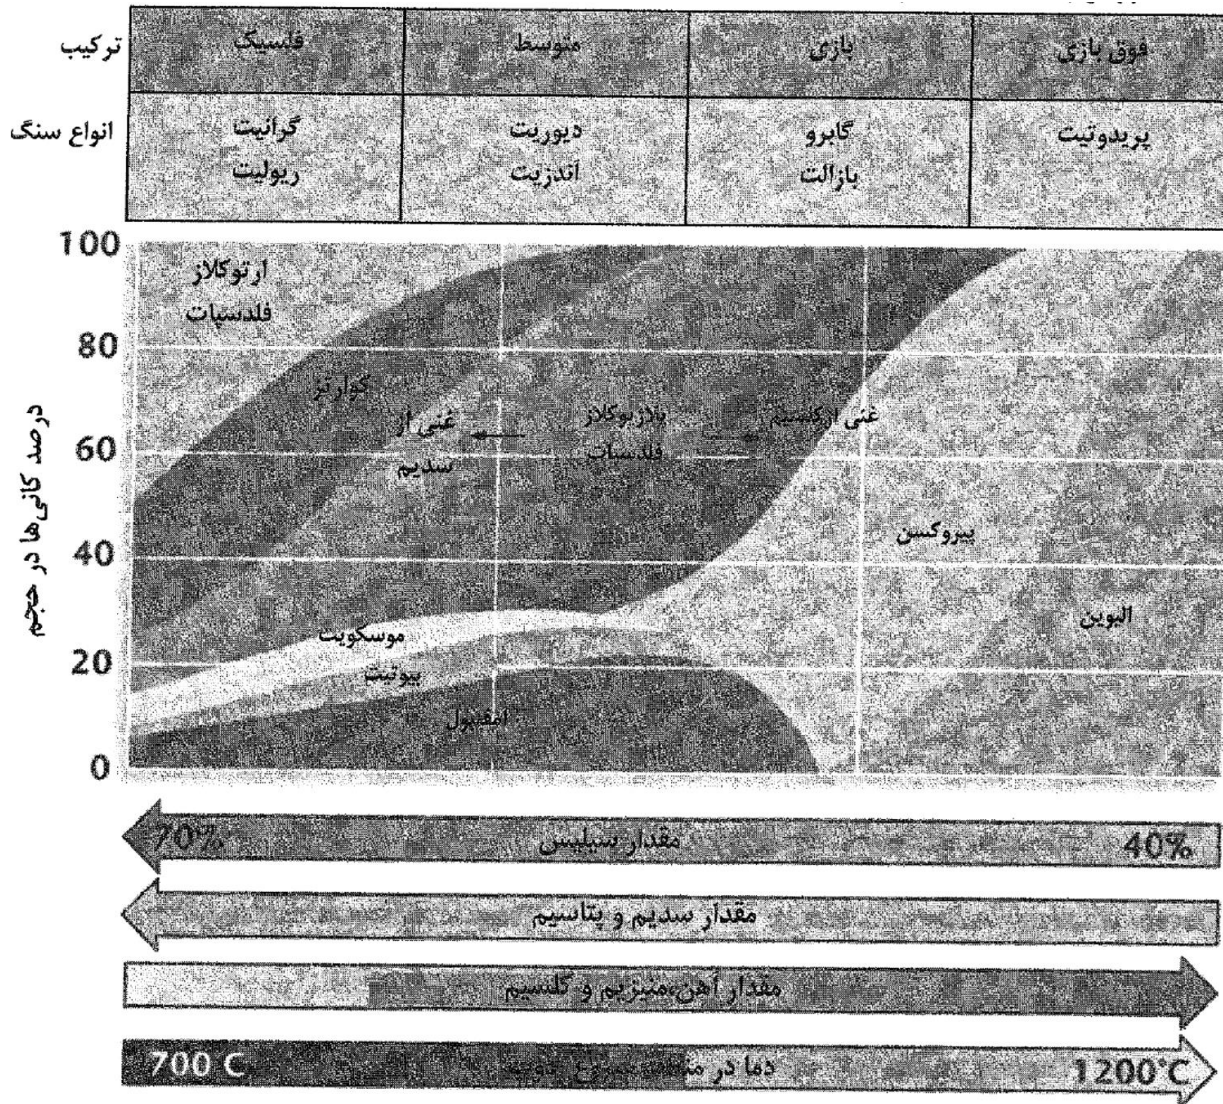 ترکیب
فلسیک
متوسط
بازی
فوق بازی
انواع سنگ
گرانیت
ریولیت
دیوریت
آندزیت
گابرو
بازالت
پریدوتیت
درصد کانی‌ها در حجم
100
80
60
40
20
0
ارتوکلاز
فلدسپات
کوارتز
غنی از
سدیم
پلاژیوکلاز
فلدسپات
غنی از کلسیم
پیروکسن
الیوین
موسکویت
بیوتیت
آمفیبول
70% مقدار سیلیس 40%
مقدار سدیم و پتاسیم
مقدار آهن،منیزیم و کلسیم
700 C دما در شروع 1200°C